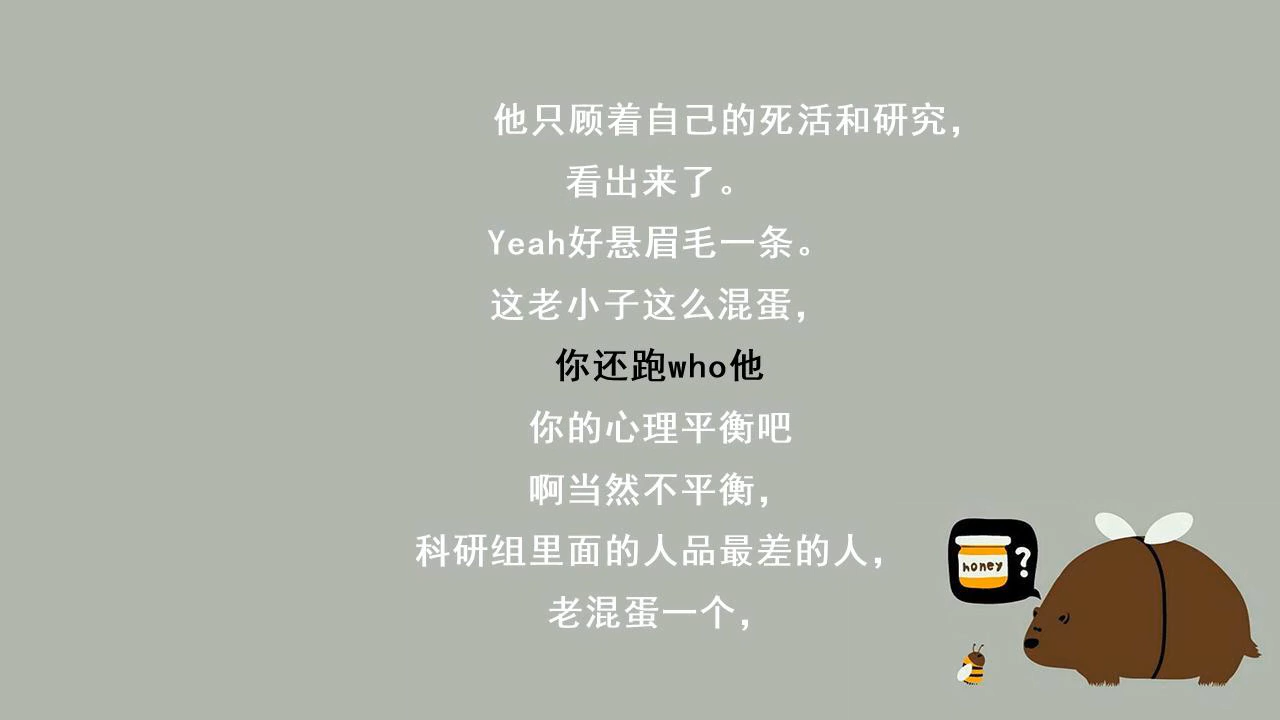 他只顾着自己的死活和研究，
看出来了。
Yeah好悬眉毛一条。
这老小子这么混蛋，
你还跑who他
你的心理平衡吧
啊当然不平衡，
科研组里面的人品最差的人，
老混蛋一个，
honey
?